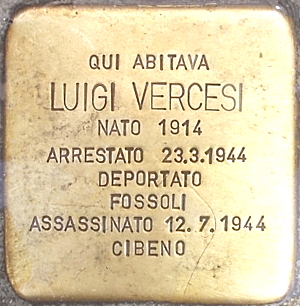 QUI ABITAVA
LUIGI VERCESI
NATO 1914
ARRESTATO 23.3.1944
DEPORTATO
FOSSOLI
ASSASSINATO 12.7.1944
CIBENO